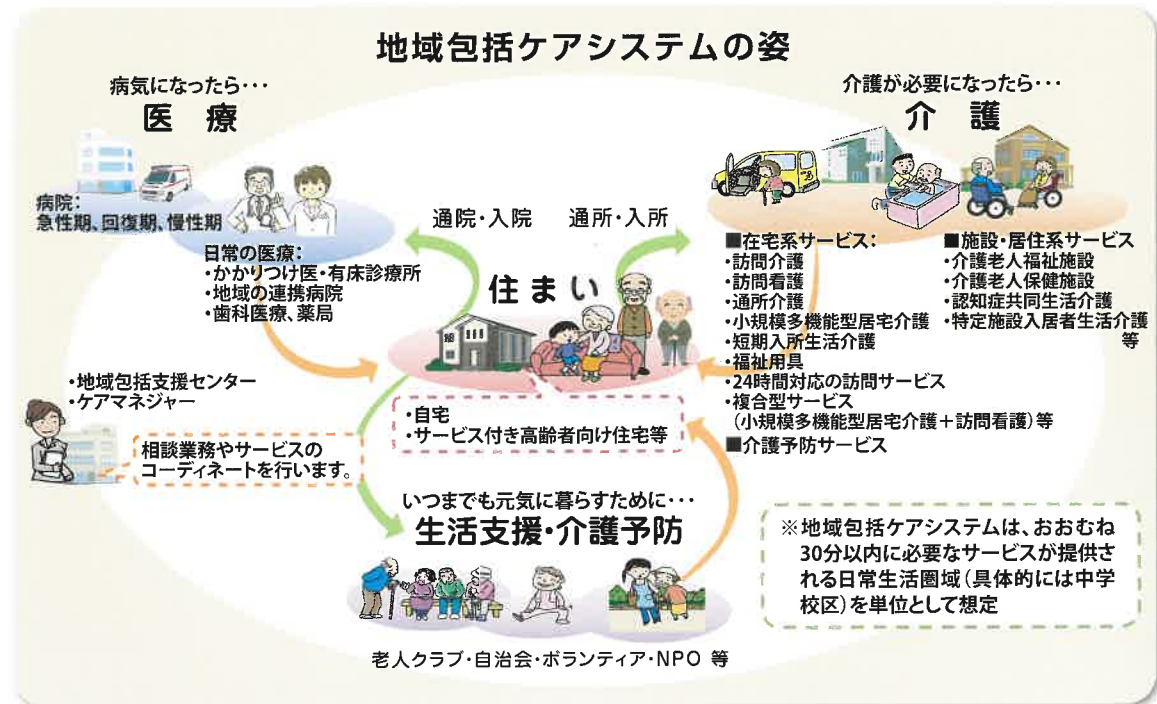 地域包括ケアシステムの姿
病気になったら･･･
医 療
病院：
急性期、回復期、慢性期
日常の医療：
・かかりつけ医・有床診療所
・地域の連携病院
・歯科医療、薬局
通院・入院
通所・入所
介護が必要になったら･･･
介 護
■在宅系サービス：
・訪問介護
・訪問看護
・通所介護
・小規模多機能型居宅介護
・短期入所生活介護
・福祉用具
・24時間対応の訪問サービス
・複合型サービス
（小規模多機能型居宅介護＋訪問看護）等
■介護予防サービス
■施設・居住系サービス
・介護老人福祉施設
・介護老人保健施設
・認知症共同生活介護
・特定施設入居者生活介護
等
住まい
・自宅
・サービス付き高齢者向け住宅等
・地域包括支援センター
・ケアマネジャー
相談業務やサービスの
コーディネートを行います。
いつまでも元気に暮らすために･･･
生活支援・介護予防
老人クラブ・自治会・ボランティア・NPO 等
※地域包括ケアシステムは、おおむね
30分以内に必要なサービスが提供さ
れる日常生活圏域（具体的には中学
校区）を単位として想定